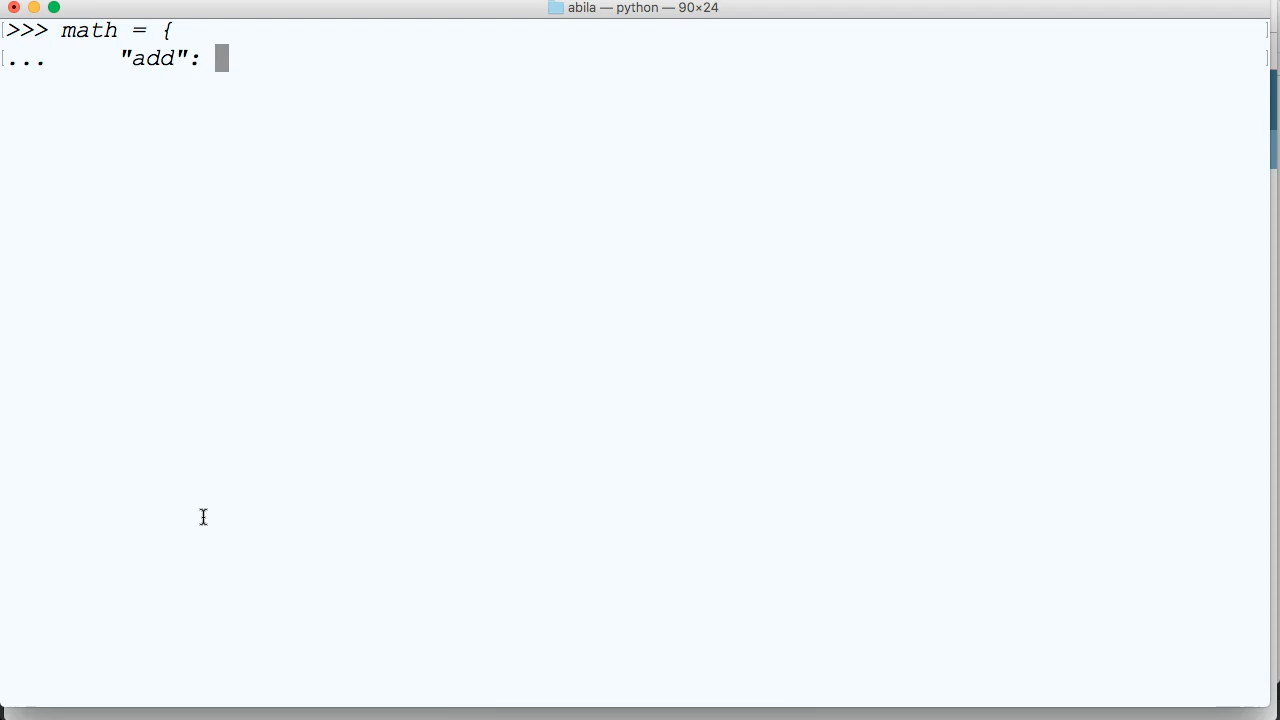 abila — python — 90×24
>>> math = {
...     "add":